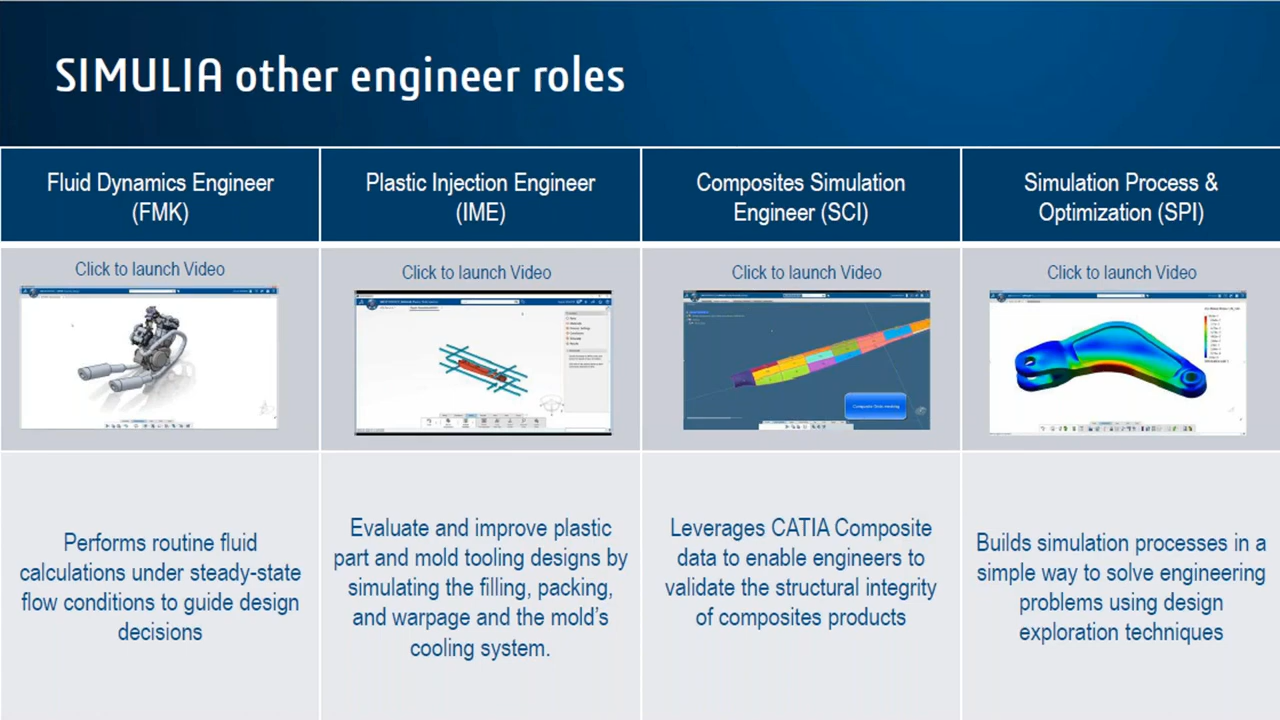 SIMULIA other engineer roles
Fluid Dynamics Engineer
(FMK)
Plastic Injection Engineer
(IME)
Composites Simulation
Engineer (SCI)
Simulation Process &
Optimization (SPI)
Click to launch Video
Click to launch Video
Click to launch Video
Click to launch Video
Performs routine fluid
calculations under steady-state
flow conditions to guide design
decisions
Evaluate and improve plastic
part and mold tooling designs by
simulating the filling, packing,
and warpage and the mold's
cooling system.
Leverages CATIA Composite
data to enable engineers to
validate the structural integrity
of composites products
Builds simulation processes in a
simple way to solve engineering
problems using design
exploration techniques